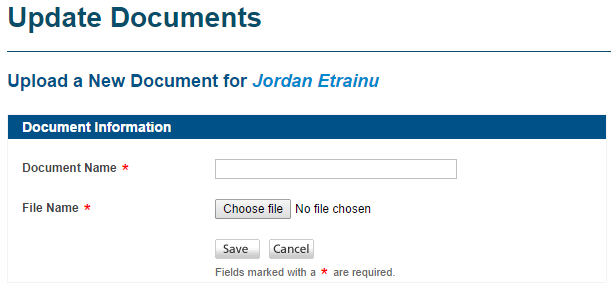 Update Documents
Upload a New Document for Jordan Etrainu
Document Information
Document Name *
File Name * Choose file No file chosen
Save Cancel
Fields marked with a * are required.